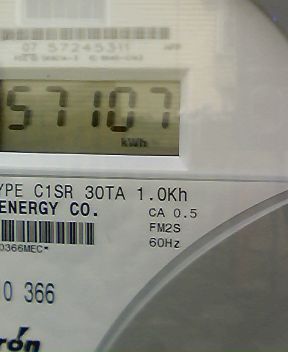 07 57245311
57107
kWh
YPE C1SR 30TA 1.0Kh
ENERGY CO.
CA 0.5
FM2S
60Hz
0366MEC*
0 366
rón